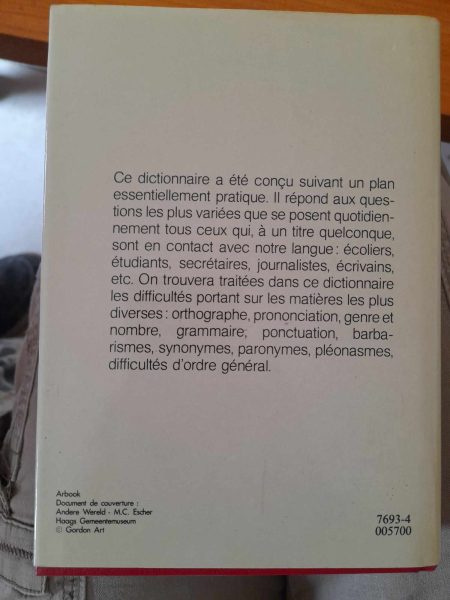 Ce dictionnaire a été conçu suivant un plan
essentiellement pratique. Il répond aux ques-
tions les plus variées que se posent quotidien-
nement tous ceux qui, à un titre quelconque,
sont en contact avec notre langue : écoliers,
étudiants, secrétaires, journalistes, écrivains,
etc. On trouvera traitées dans ce dictionnaire
les difficultés portant sur les matières les plus
diverses : orthographe, prononciation, genre et
nombre, grammaire, ponctuation, barba-
rismes, synonymes, paronymes, pléonasmes,
difficultés d'ordre général.
Arbook
Document de couverture :
Andere Wereld - M.C. Escher
Haags Gemeentemuseum
© Gordon Art
7693-4
005700